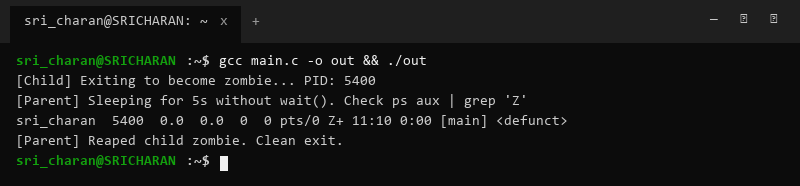 sri_charan@SRICHARAN: ~ x +
sri_charan@SRICHARAN :~$ gcc main.c -o out && ./out
[Child] Exiting to become zombie... PID: 5400
[Parent] Sleeping for 5s without wait(). Check ps aux | grep 'Z'
sri_charan  5400  0.0  0.0  0  0 pts/0 Z+ 11:10 0:00 [main] <defunct>
[Parent] Reaped child zombie. Clean exit.
sri_charan@SRICHARAN :~$